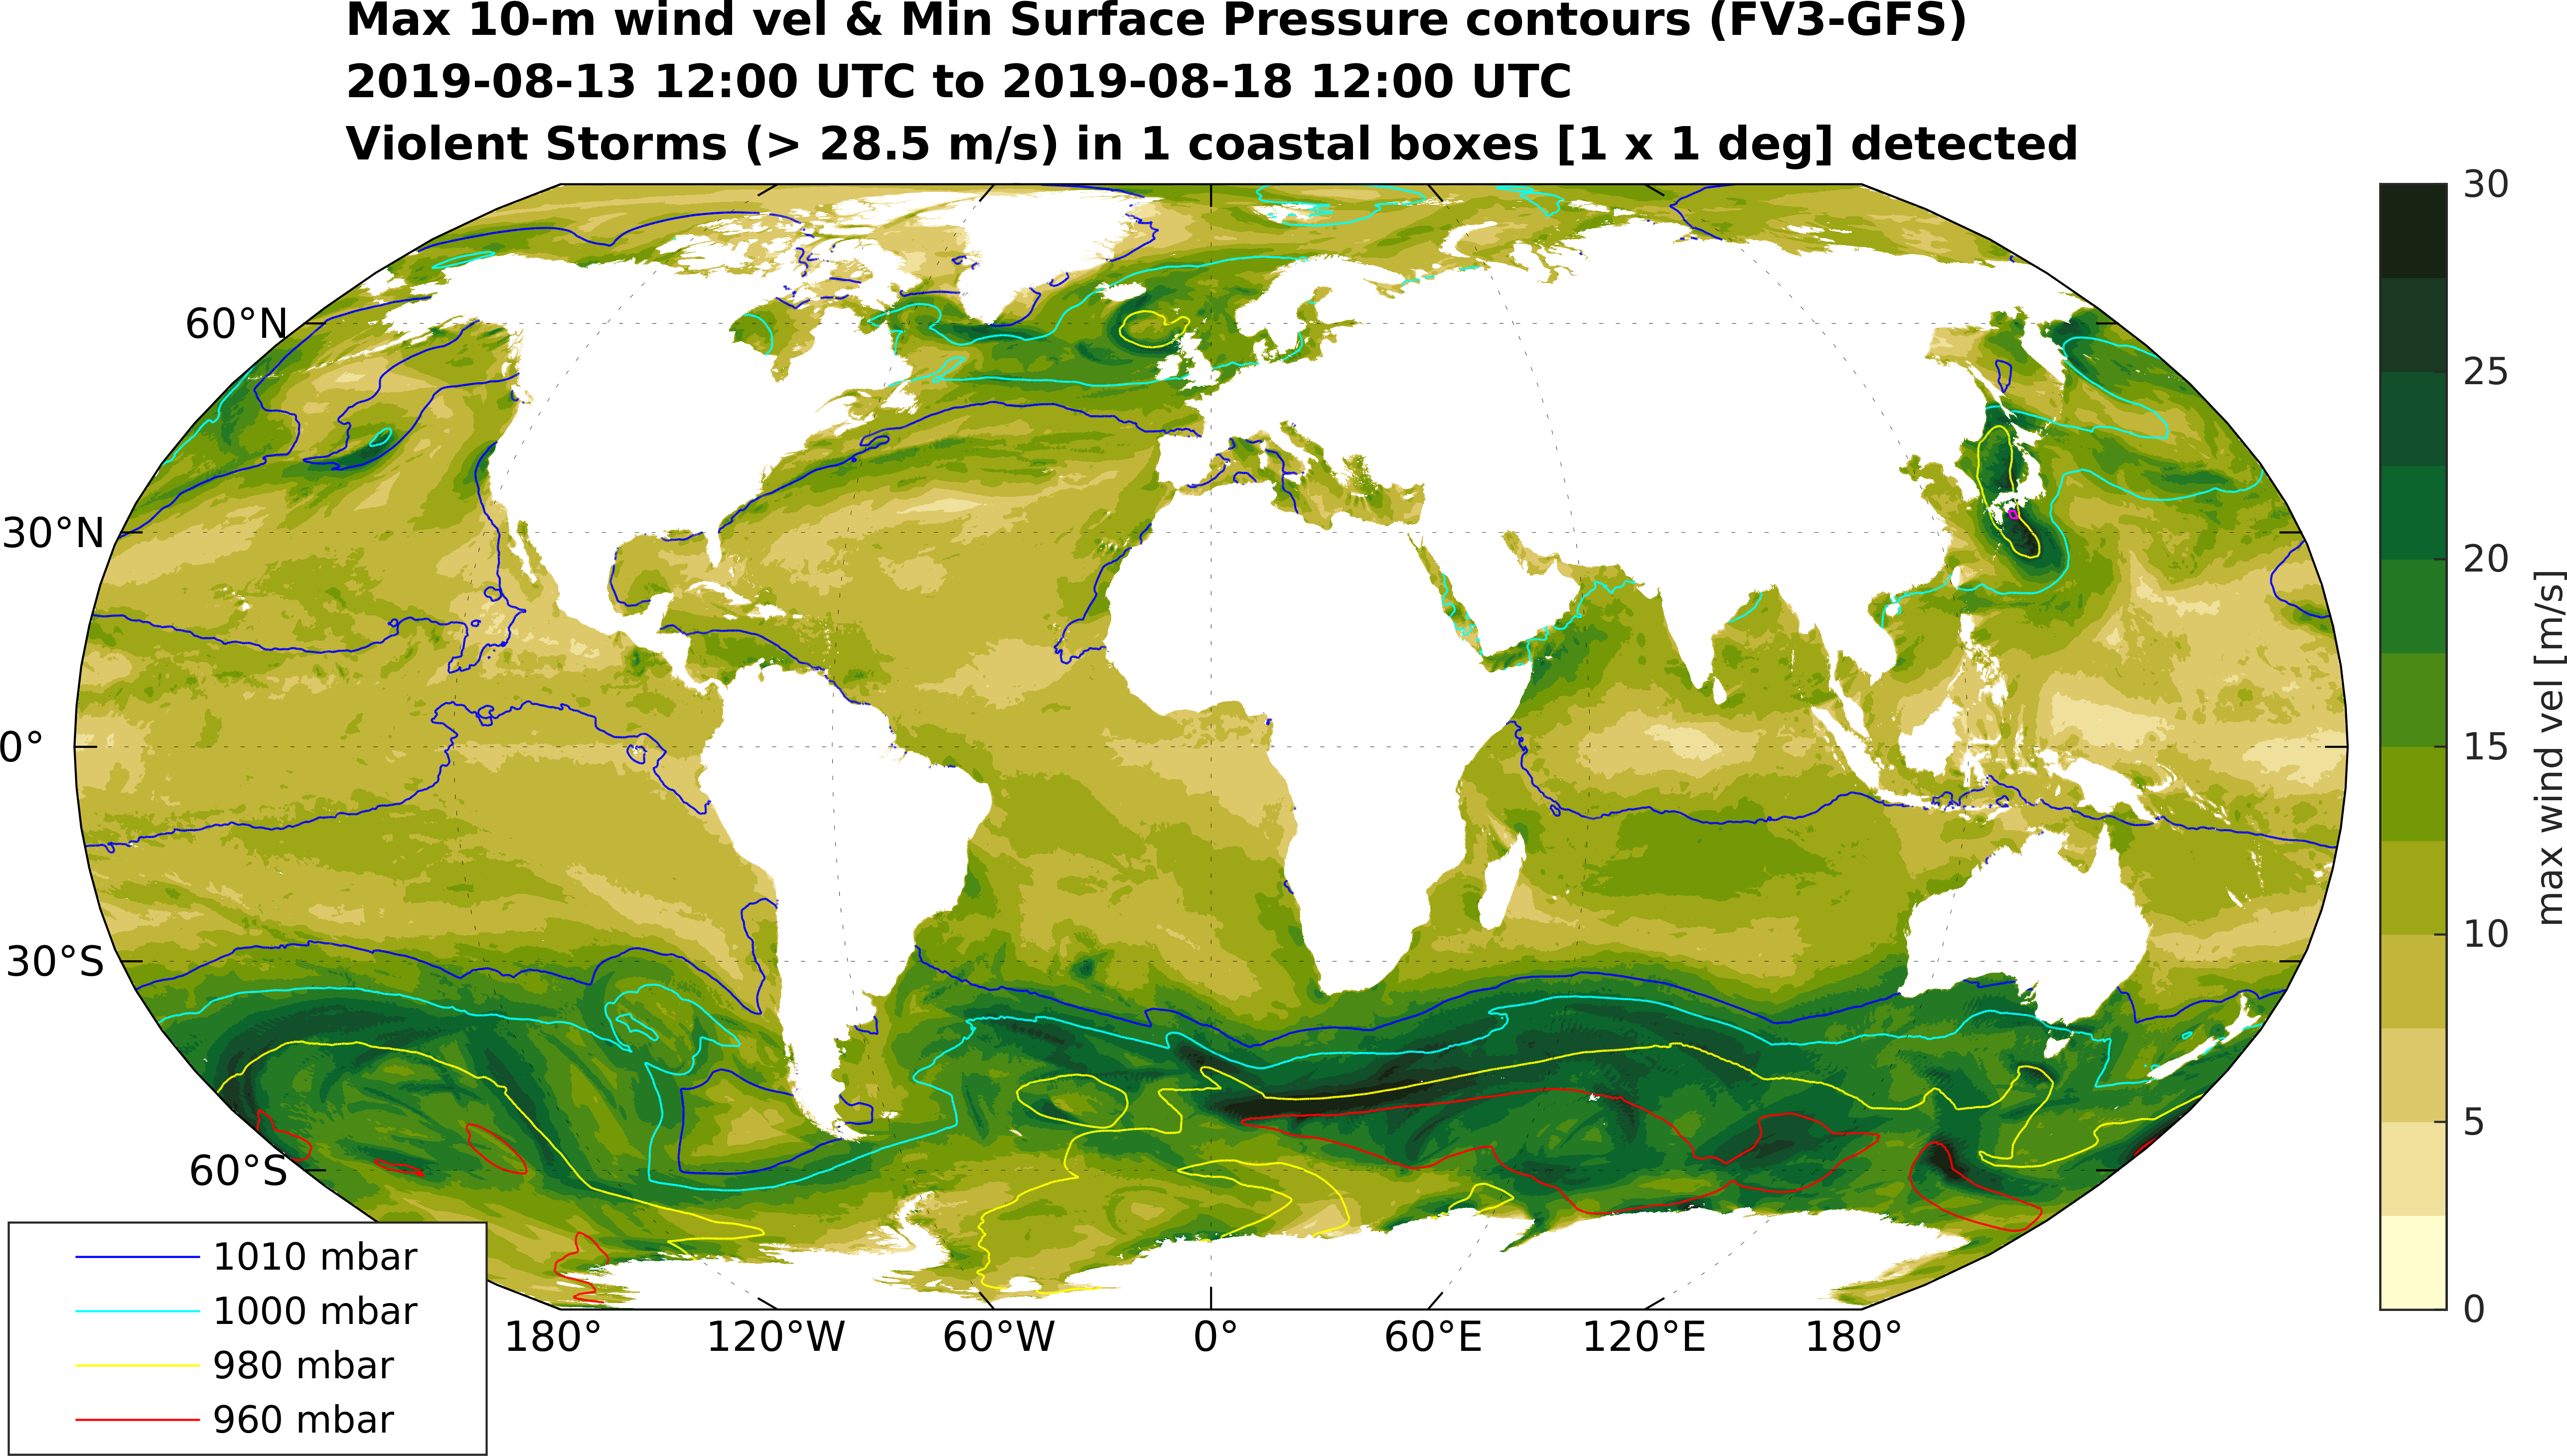 Max 10-m wind vel & Min Surface Pressure contours (FV3-GFS)
2019-08-13 12:00 UTC to 2019-08-18 12:00 UTC
Violent Storms (> 28.5 m/s) in 1 coastal boxes [1 x 1 deg] detected
60°N
30°N
0°
30°S
60°S
180°
120°W
60°W
0°
60°E
120°E
180°
1010 mbar
1000 mbar
980 mbar
960 mbar
30
25
20
15
10
5
0
max wind vel [m/s]